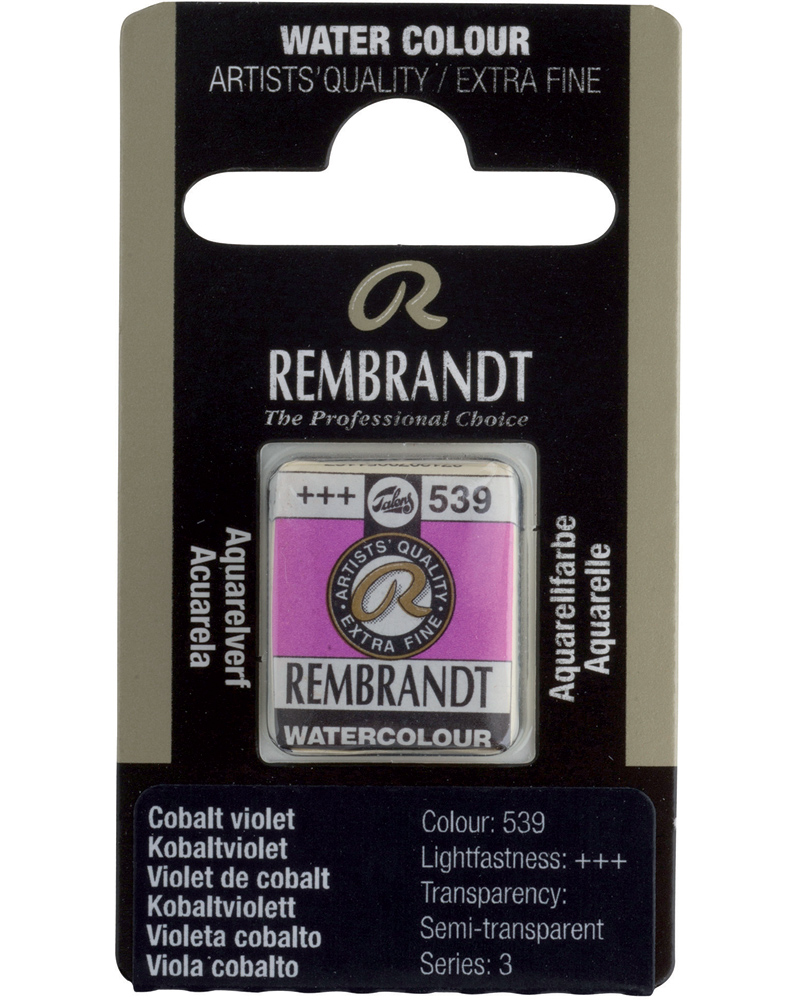 WATER COLOUR
ARTISTS' QUALITY / EXTRA FINE
R
REMBRANDT
The Professional Choice
+++ Talens 539
ARTISTS' QUALITY
R
EXTRA FINE
REMBRANDT
WATERCOLOUR
Aquarelverf
Acuarela
Aquarellfarbe
Aquarelle
Cobalt violet
Kobaltviolet
Violet de cobalt
Kobaltviolett
Violeta cobalto
Viola cobalto
Colour: 539
Lightfastness: +++
Transparency:
Semi-transparent
Series: 3